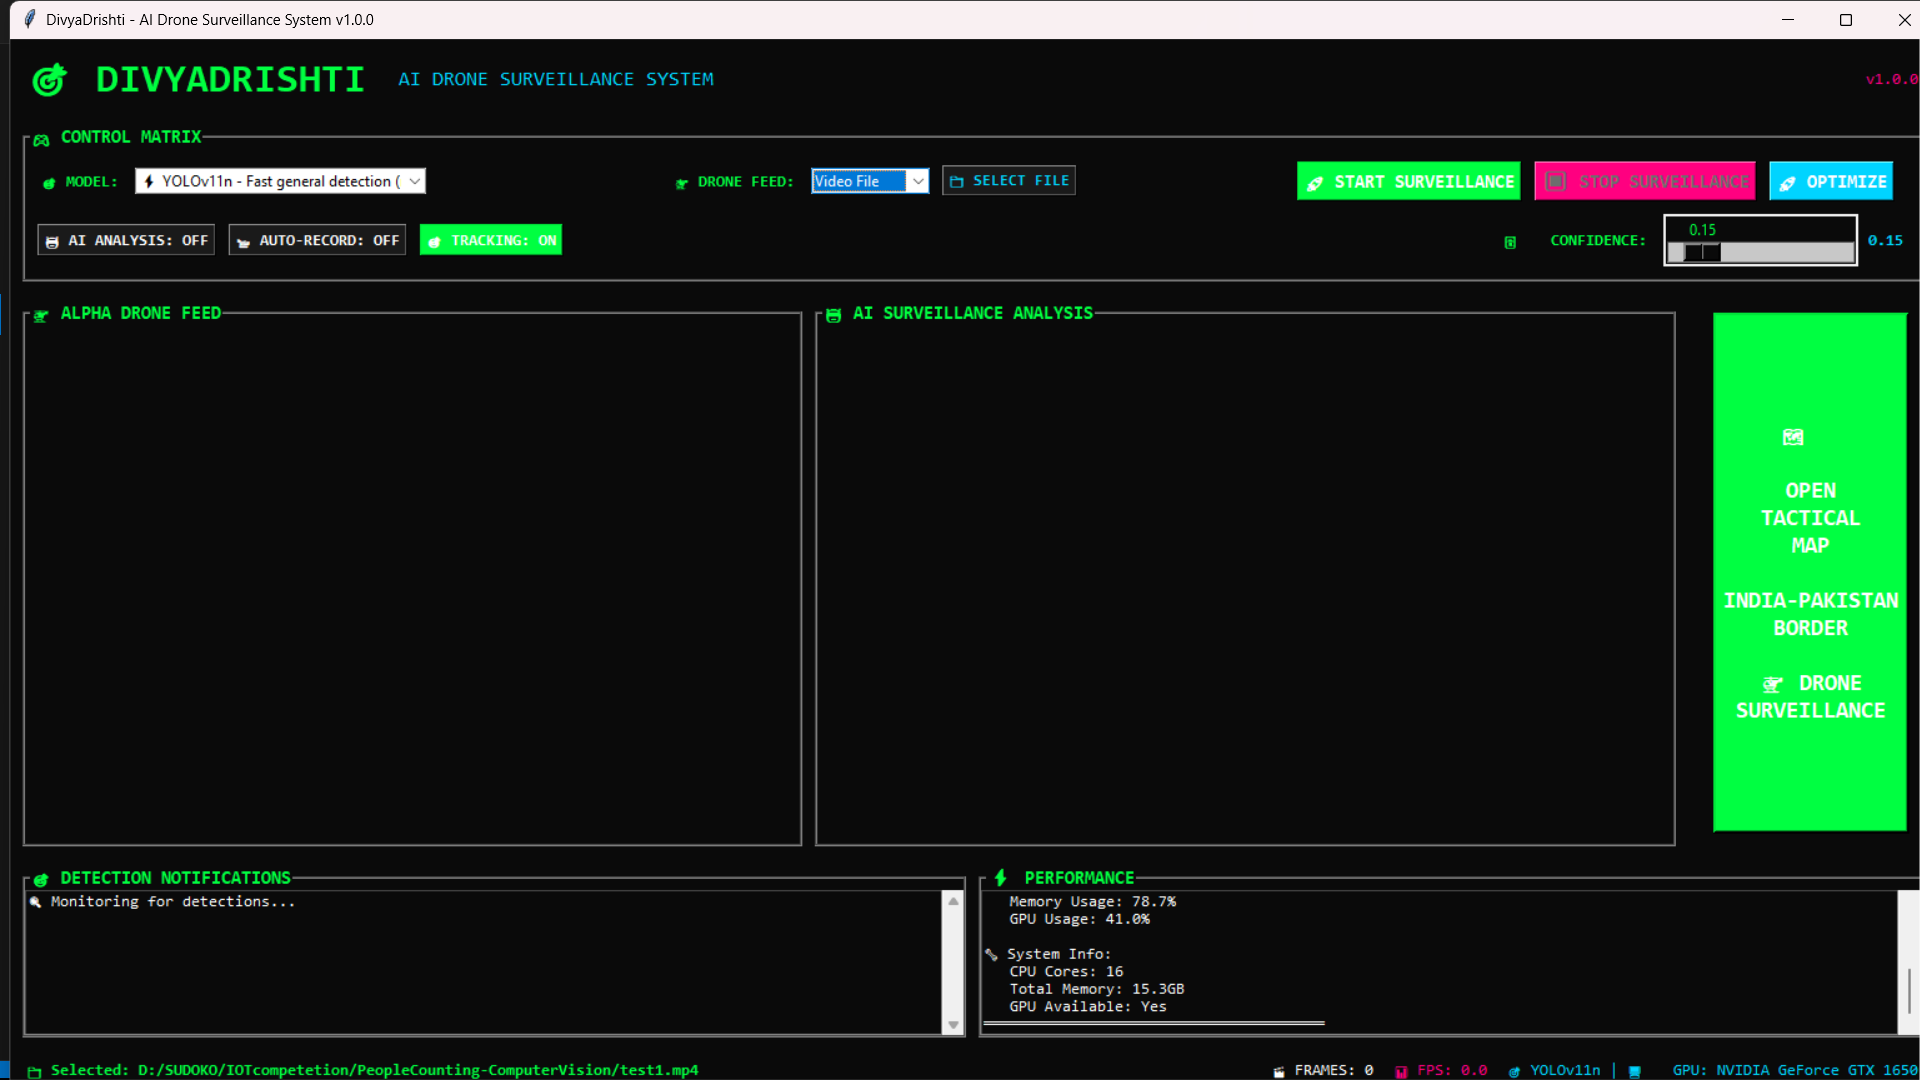 DivyaDrishti - AI Drone Surveillance System v1.0.0
DIVYADRISHTI AI DRONE SURVEILLANCE SYSTEM v1.0.0
CONTROL MATRIX
MODEL: YOLOv11n - Fast general detection ( DRONE FEED: Video File SELECT FILE START SURVEILLANCE STOP SURVEILLANCE OPTIMIZE
AI ANALYSIS: OFF AUTO-RECORD: OFF TRACKING: ON CONFIDENCE: 0.15 0.15
ALPHA DRONE FEED
AI SURVEILLANCE ANALYSIS
OPEN
TACTICAL
MAP
INDIA-PAKISTAN
BORDER
DRONE
SURVEILLANCE
DETECTION NOTIFICATIONS
Monitoring for detections...
PERFORMANCE
Memory Usage: 78.7%
GPU Usage: 41.0%
System Info:
CPU Cores: 16
Total Memory: 15.3GB
GPU Available: Yes
Selected: D:/SUDOKO/IOTcompetetion/PeopleCounting-ComputerVision/test1.mp4 FRAMES: 0 FPS: 0.0 YOLOv11n | GPU: NVIDIA GeForce GTX 1650